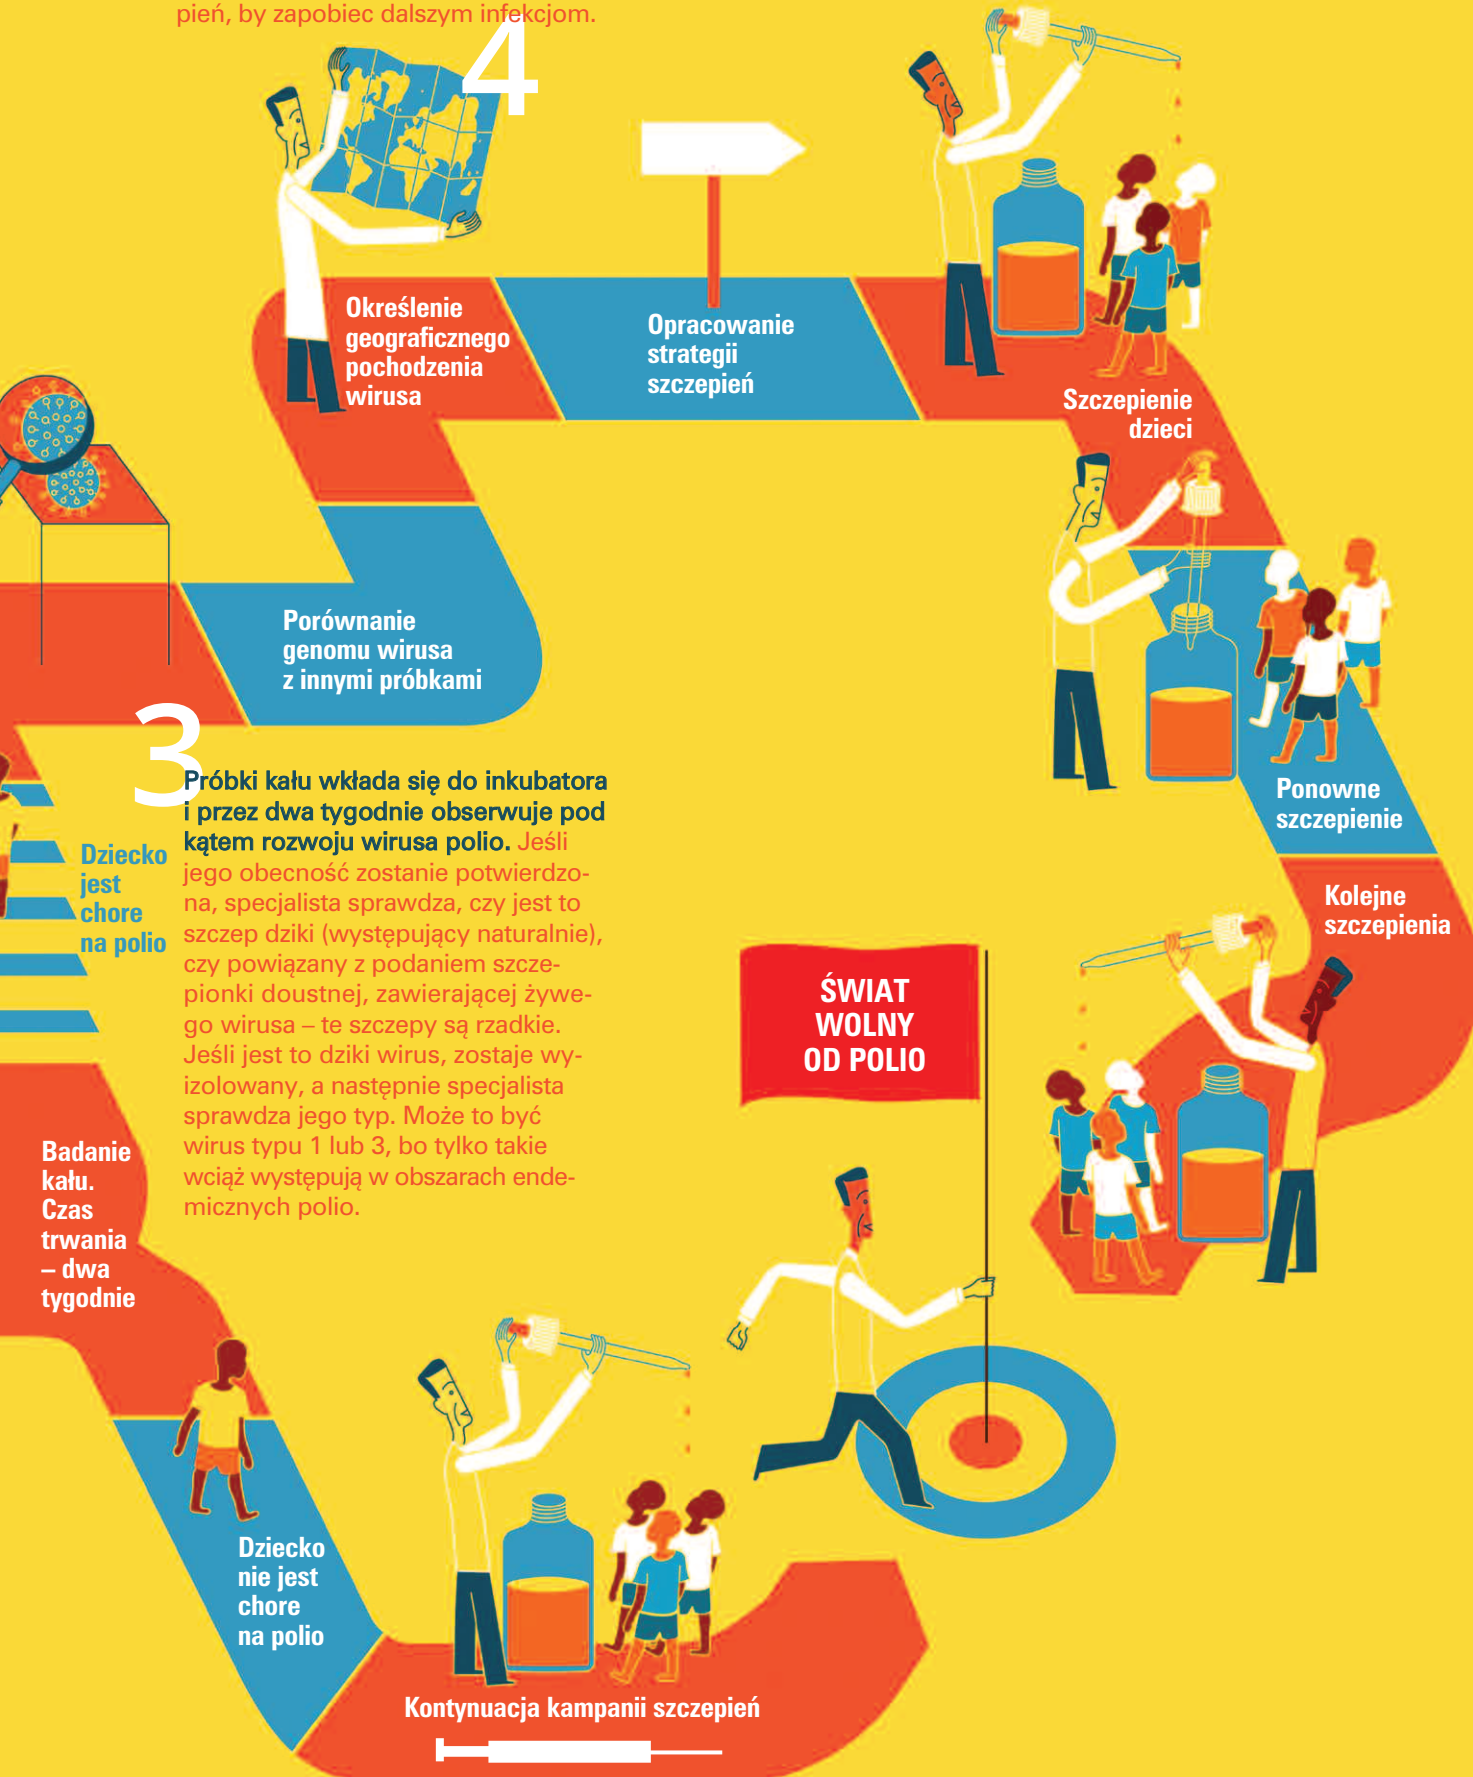 pień, by zapobiec dalszym infekcjom.
4
Określenie
geograficznego
pochodzenia
wirusa
Opracowanie
strategii
szczepień
Szczepienie
dzieci
Porównanie
genomu wirusa
z innymi próbkami
Ponowne
szczepienie
Kolejne
szczepienia
3
Próbki kału wkłada się do inkubatora
i przez dwa tygodnie obserwuje pod
kątem rozwoju wirusa polio. Jeśli
jego obecność zostanie potwierdzo-
na, specjalista sprawdza, czy jest to
szczep dziki (występujący naturalnie),
czy powiązany z podaniem szcze-
pionki doustnej, zawierającej żywe-
go wirusa – te szczepy są rzadkie.
Jeśli jest to dziki wirus, zostaje wy-
izolowany, a następnie specjalista
sprawdza jego typ. Może to być
wirus typu 1 lub 3, bo tylko takie
wciąż występują w obszarach ende-
micznych polio.
Dziecko
jest
chore
na polio
ŚWIAT
WOLNY
OD POLIO
Badanie
kału.
Czas
trwania
– dwa
tygodnie
Dziecko
nie jest
chore
na polio
Kontynuacja kampanii szczepień